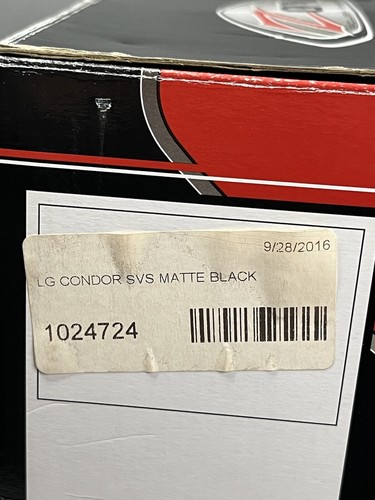 9/28/2016
LG CONDOR SVS MATTE BLACK
1024724